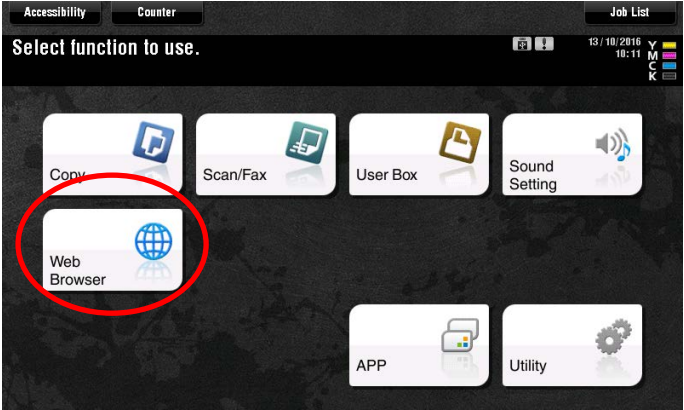 Accessibility
Counter
Job List
Select function to use.
13/10/2016
10:11
Y
M
C
K
Copy
Scan/Fax
User Box
Sound
Setting
Web
Browser
APP
Utility